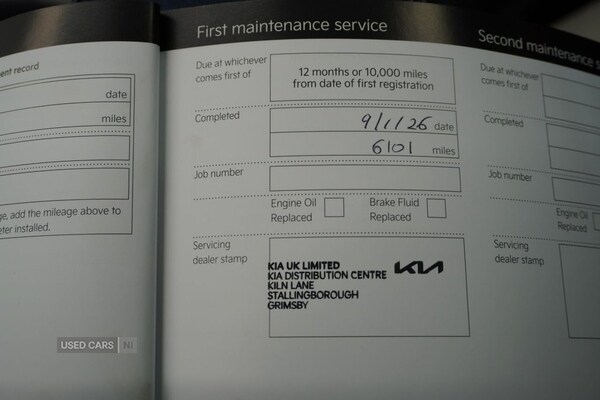 ent record
date
miles
ge, add the mileage above to
eter installed.
First maintenance service
Due at whichever
comes first of
12 months or 10,000 miles
from date of first registration
Completed
9/1/26 date
6101 miles
Job number
Engine Oil
Replaced
Brake Fluid
Replaced
Servicing
dealer stamp
KIA UK LIMITED
KIA DISTRIBUTION CENTRE
KILN LANE
STALLINGBOROUGH
GRIMSBY
KIA
Second maintenance s
Due at whichever
comes first of
Completed
Job number
Engine Oil
Replaced
Servicing
dealer stamp
USED CARS NI